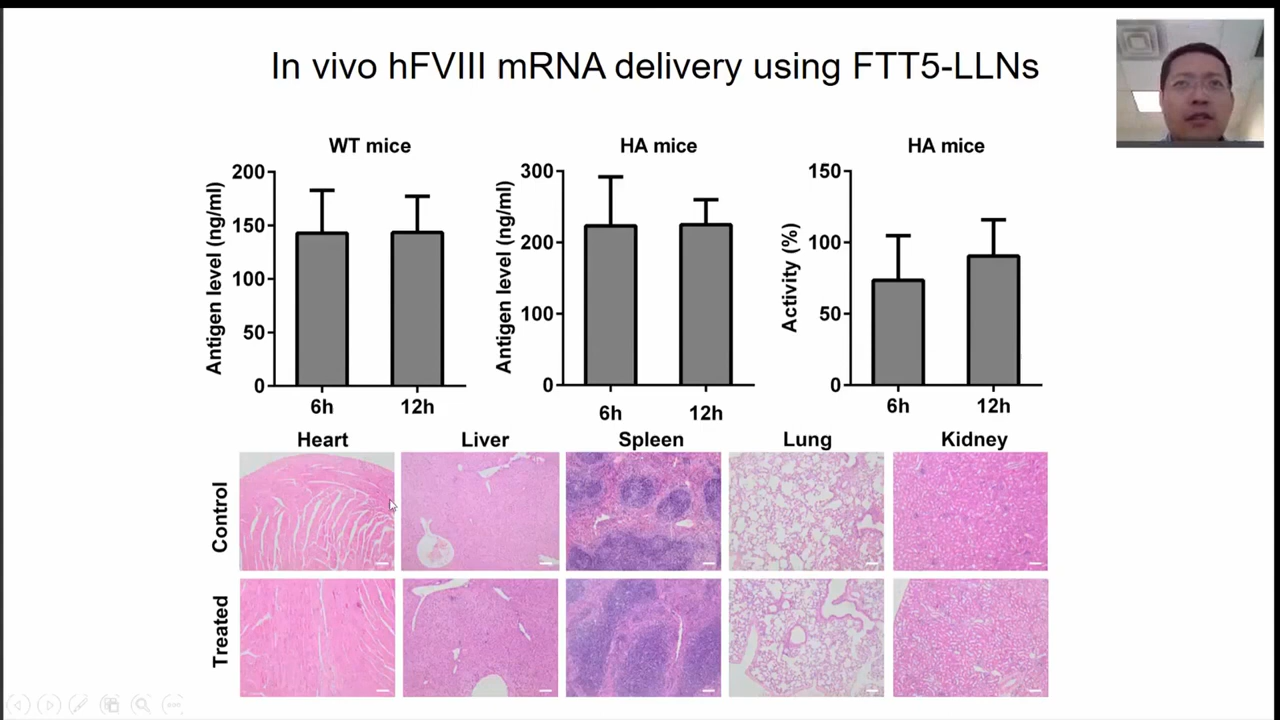 In vivo hFVIII mRNA delivery using FTT5-LLNs
WT mice
Antigen level (ng/ml)
200
150
100
50
0
6h 12h
HA mice
Antigen level (ng/ml)
300
200
100
0
6h 12h
HA mice
Activity (%)
150
100
50
0
6h 12h
Heart Liver Spleen Lung Kidney
Control
Treated